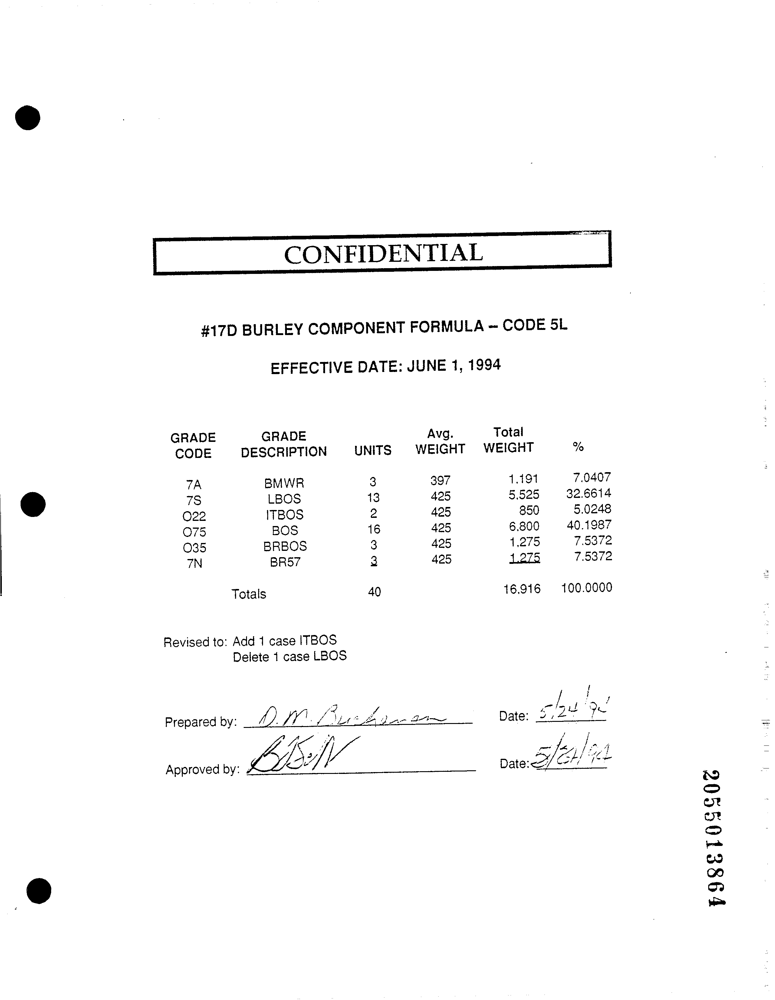 CONFIDENTIAL
#17D BURLEY COMPONENT FORMULA -- CODE 5L
EFFECTIVE DATE: JUNE 1, 1994
GRADE CODE GRADE DESCRIPTION UNITS Avg. WEIGHT Total WEIGHT %
7A BMWR 3 397 1.191 7.0407
7S LBOS 13 425 5.525 32.6614
O22 ITBOS 2 425 850 5.0248
O75 BOS 16 425 6.800 40.1987
O35 BRBOS 3 425 1.275 7.5372
7N BR57 3 425 1.275 7.5372
Totals 40 16.916 100.0000
Revised to: Add 1 case ITBOS
Delete 1 case LBOS
Prepared by: D. M. Buchanan Date: 5/24/94
Approved by: Date: 5/24/94
2055013864